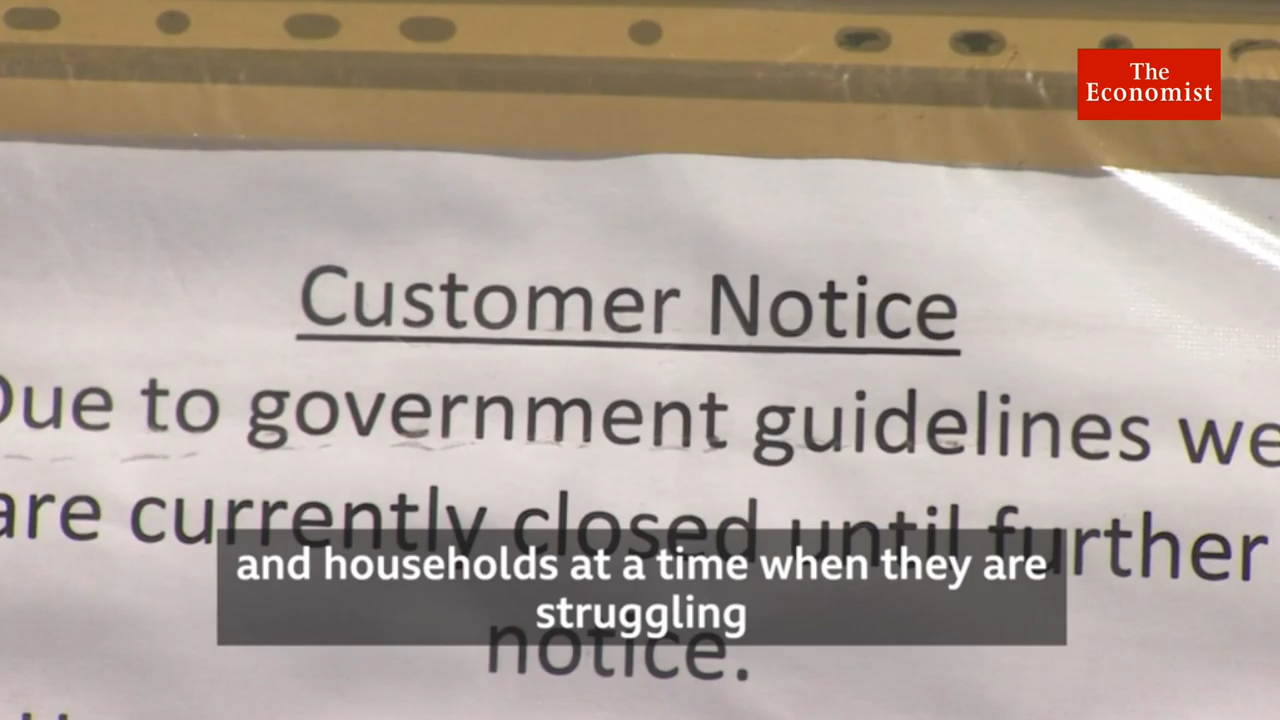 The
Economist
Customer Notice
Due to government guidelines we
are currently closed until further
notice.
and households at a time when they are
struggling